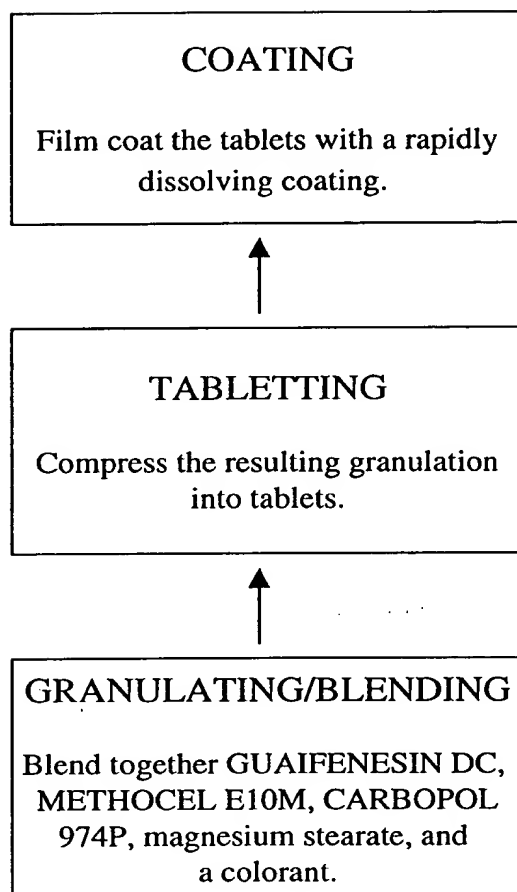 COATING
Film coat the tablets with a rapidly
dissolving coating.
TABLETTING
Compress the resulting granulation
into tablets.
GRANULATING/BLENDING
Blend together GUAIFENESIN DC,
METHOCEL E10M, CARBOPOL
974P, magnesium stearate, and
a colorant.